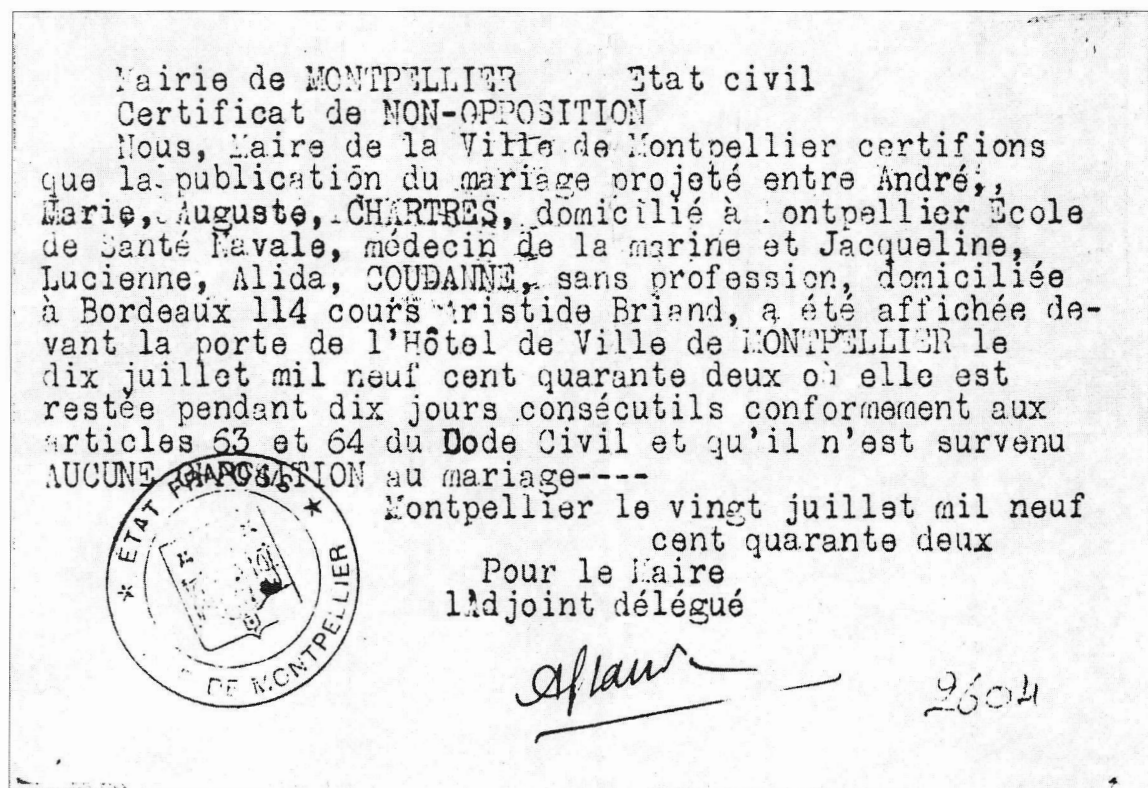 Mairie de MONTPELLIER Etat civil
Certificat de NON-OPPOSITION
Nous, Maire de la Ville de Montpellier certifions
que la publication du mariage projeté entre André,,
Marie, Auguste, CHARTRES, domicilié à Montpellier École
de Santé Navale, médecin de la marine et Jacqueline,
Lucienne, Alida, COUDANNE, sans profession, domiciliée
à Bordeaux 114 cours Aristide Briand, a été affichée de-
vant la porte de l'Hôtel de Ville de MONTPELLIER le
dix juillet mil neuf cent quarante deux où elle est
restée pendant dix jours consécutifs conformement aux
articles 63 et 64 du Code Civil et qu'il n'est survenu
AUCUNE OPPOSITION au mariage----
Montpellier le vingt juillet mil neuf
cent quarante deux
Pour le Maire
l'Adjoint délégué
ÉTAT FRANÇAIS
DE MONTPELLIER
2604